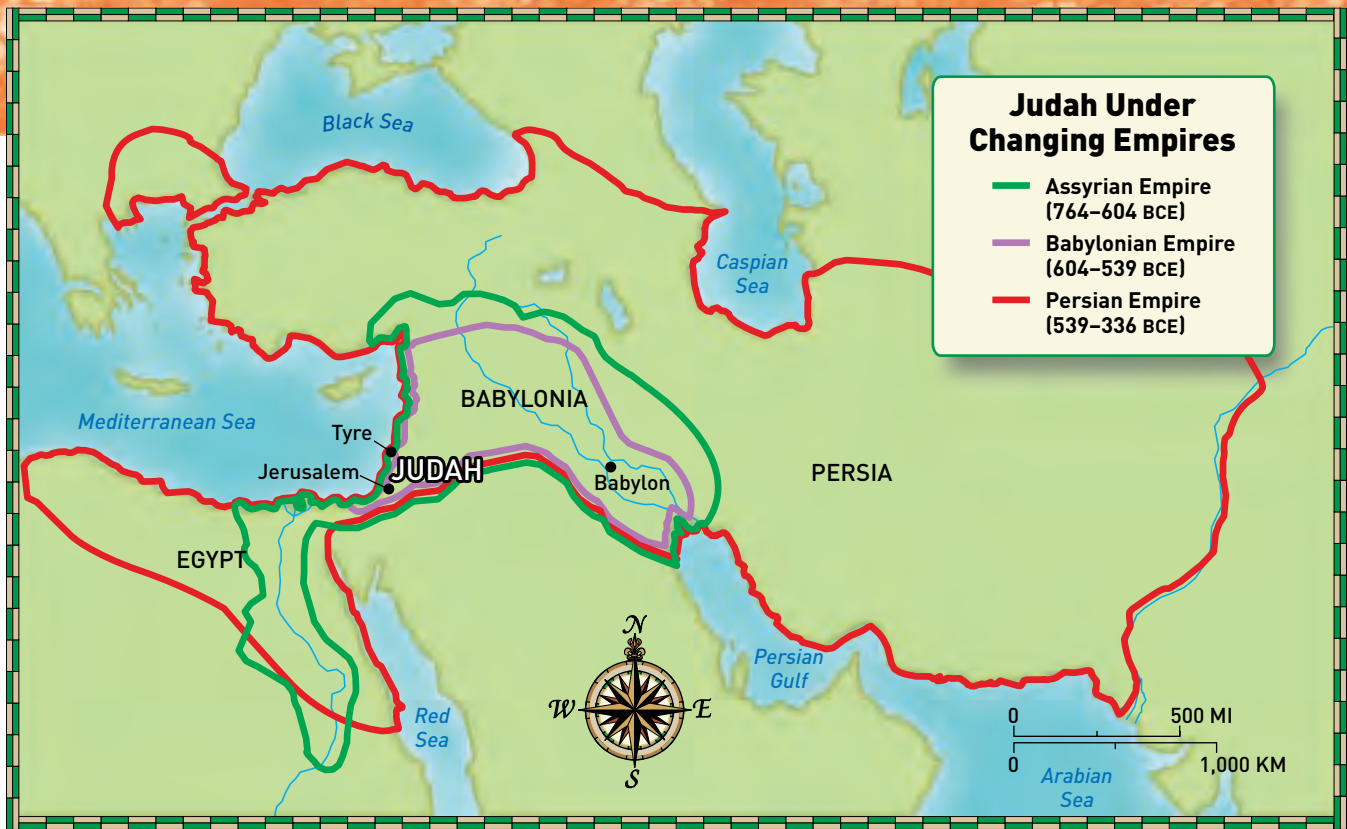 Judah Under
Changing Empires
Assyrian Empire
(764–604 BCE)
Babylonian Empire
(604–539 BCE)
Persian Empire
(539–336 BCE)
Black Sea
Caspian
Sea
Mediterranean Sea
BABYLONIA
Tyre
Jerusalem
JUDAH
Babylon
PERSIA
EGYPT
Red
Sea
Persian
Gulf
N
W
E
S
0
500 MI
0
1,000 KM
Arabian
Sea